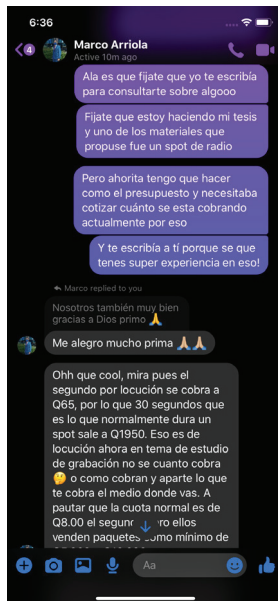 6:36
4
Marco Arriola
Active 10m ago
Ala es que fijate que yo te escribía
para consultarte sobre algooo
Fijate que estoy haciendo mi tesis
y uno de los materiales que
propuse fue un spot de radio
Pero ahorita tengo que hacer
como el presupuesto y necesitaba
cotizar cuánto se esta cobrando
actualmente por eso
Y te escribía a tí porque se que
tenes super experiencia en eso!
Marco replied to you
Nosotros también muy bien
gracias a Dios primo 🙏
Me alegro mucho prima 🙏🏼🙏🏼
Ohh que cool, mira pues el
segundo por locución se cobra a
Q65, por lo que 30 segundos que
es lo que normalmente dura un
spot sale a Q1950. Eso es de
locución ahora en tema de estudio
de grabación no se cuanto cobra
🤔 o como cobran y aparte lo que
te cobra el medio donde vas. A
pautar que la cuota normal es de
Q8.00 el ellos
venden paquetes como mínimo de
Aa